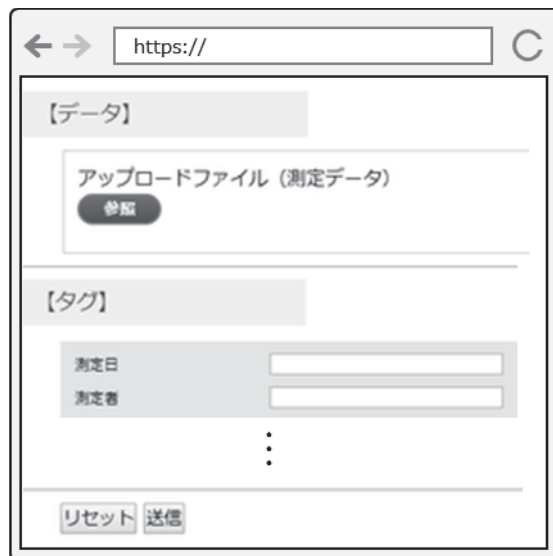 https://
【データ】
アップロードファイル（測定データ）
参照
【タグ】
測定日
測定者
リセット 送信